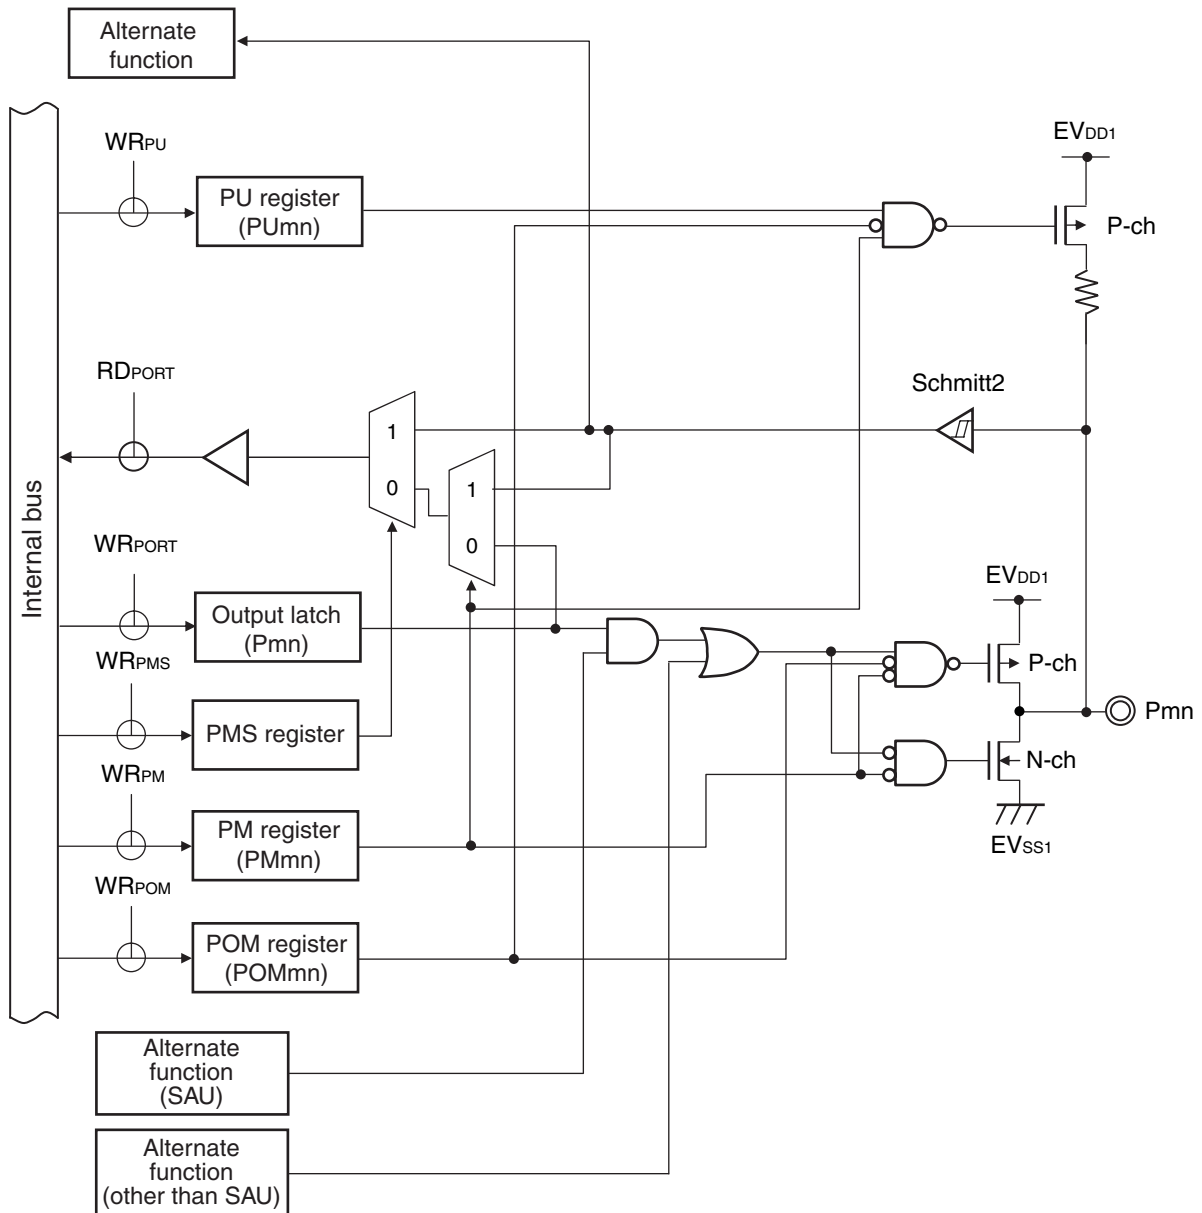 Alternate
function
WRPU
EVDD1
PU register
(PUmn)
P-ch
RDPORT
Schmitt2
1
0
1
0
Internal bus
WRPORT
EVDD1
Output latch
(Pmn)
WRPMS
P-ch
Pmn
PMS register
WRPM
N-ch
PM register
(PMmn)
EVSS1
WRPOM
POM register
(POMmn)
Alternate
function
(SAU)
Alternate
function
(other than SAU)